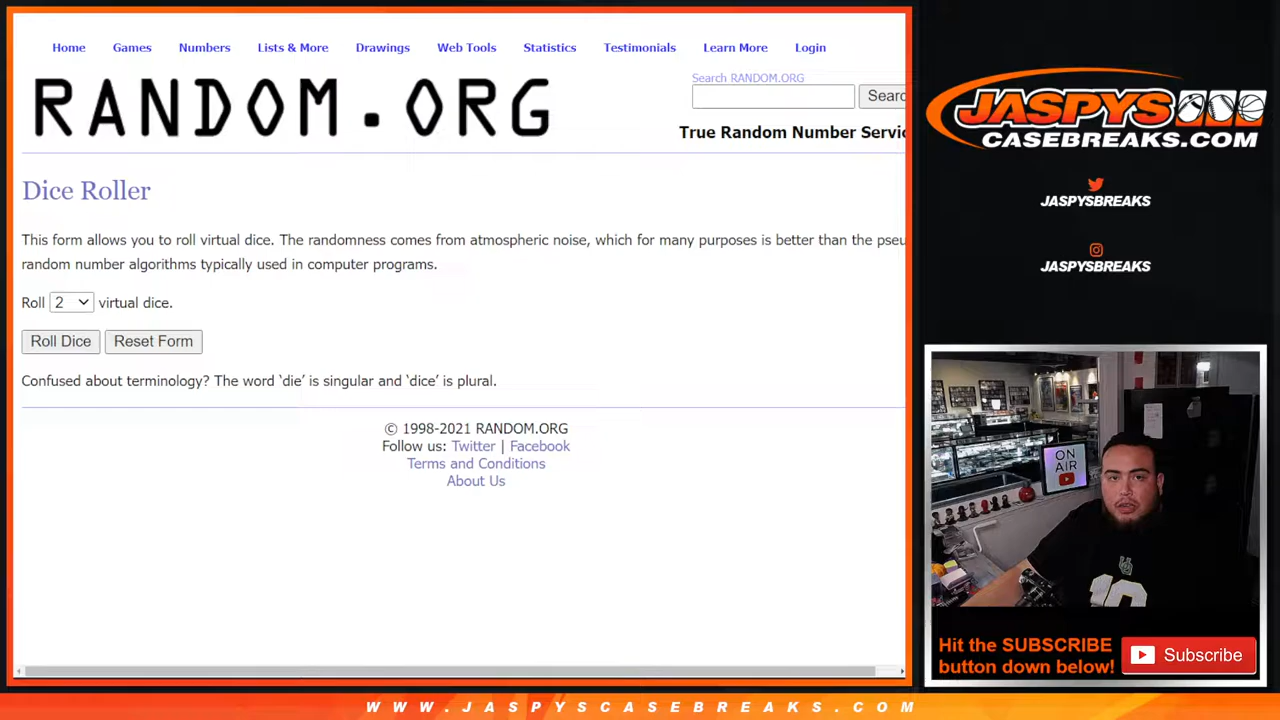 Home Games Numbers Lists & More Drawings Web Tools Statistics Testimonials Learn More Login
RANDOM.ORG
Search RANDOM.ORG
Searc
True Random Number Servic
Dice Roller
This form allows you to roll virtual dice. The randomness comes from atmospheric noise, which for many purposes is better than the pseu
random number algorithms typically used in computer programs.
Roll 2 virtual dice.
Roll Dice Reset Form
Confused about terminology? The word ‘die’ is singular and ‘dice’ is plural.
© 1998-2021 RANDOM.ORG
Follow us: Twitter | Facebook
Terms and Conditions
About Us
JASPYS
CASEBREAKS.COM
JASPYSBREAKS
JASPYSBREAKS
ON
AIR
10
Hit the SUBSCRIBE
button down below!
Subscribe
WWW.JASPYSCASEBREAKS.COM